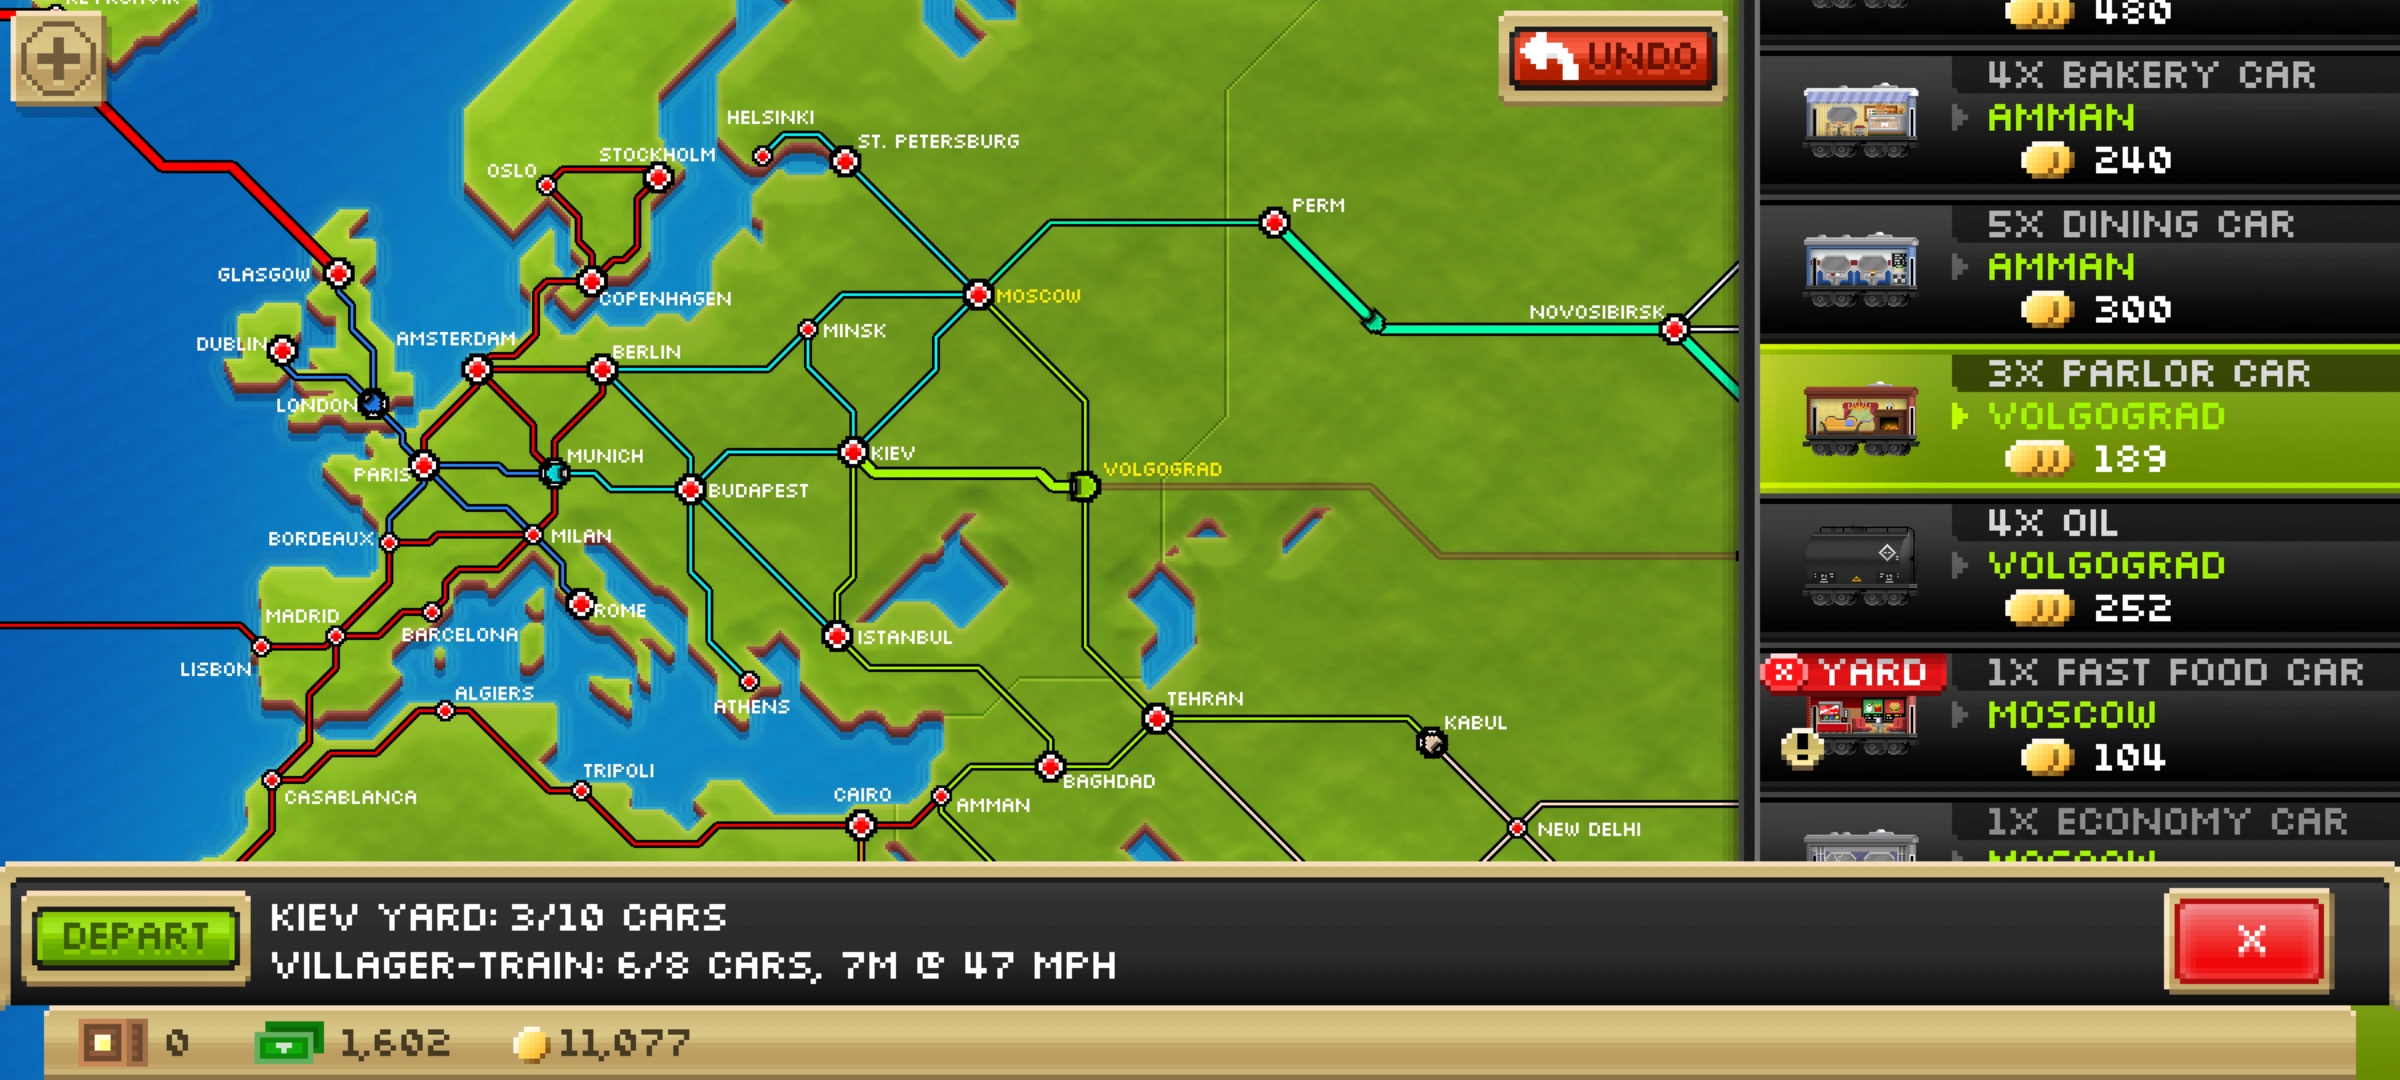 REYKJAVIK
UNDO
HELSINKI
ST. PETERSBURG
STOCKHOLM
OSLO
PERM
GLASGOW
MOSCOW
COPENHAGEN
NOVOSIBIRSK
MINSK
AMSTERDAM
DUBLIN
BERLIN
LONDON
KIEV
MUNICH
VOLGOGRAD
PARIS
BUDAPEST
BORDEAUX
MILAN
ROME
MADRID
BARCELONA
ISTANBUL
LISBON
ALGIERS
ATHENS
TEHRAN
KABUL
TRIPOLI
BAGHDAD
CASABLANCA
CAIRO
AMMAN
NEW DELHI
480
4X BAKERY CAR
AMMAN
240
5X DINING CAR
AMMAN
300
3X PARLOR CAR
VOLGOGRAD
189
4X OIL
VOLGOGRAD
252
X YARD
1X FAST FOOD CAR
MOSCOW
104
1X ECONOMY CAR
MOSCOW
DEPART
KIEV YARD: 3/10 CARS
VILLAGER-TRAIN: 6/8 CARS, 7M @ 47 MPH
X
0
1,602
11,077